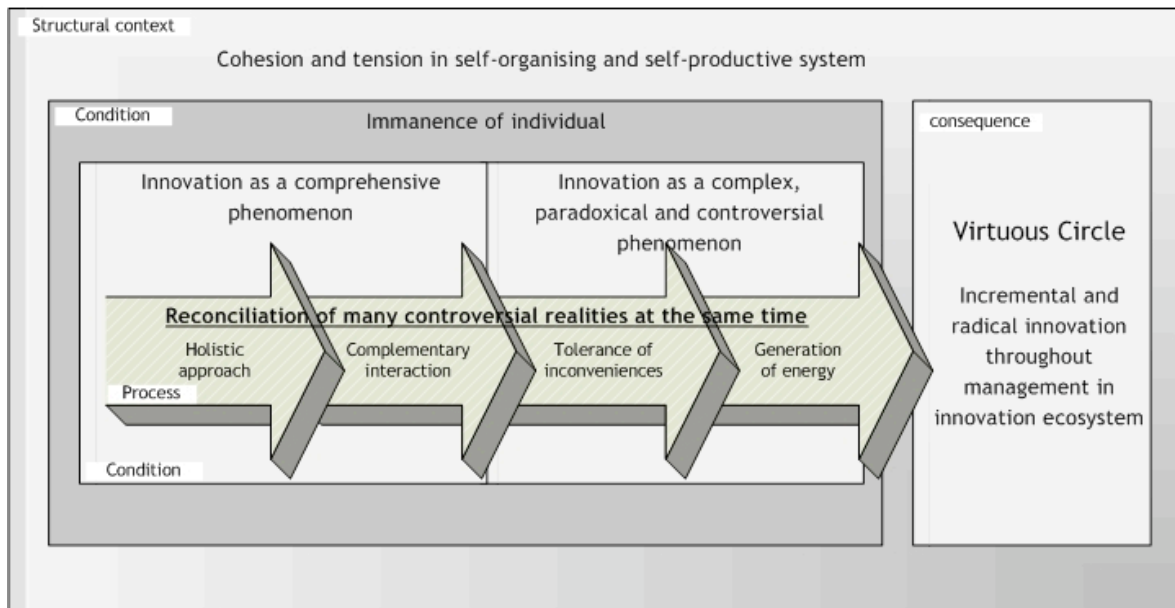 Structural context
Cohesion and tension in self-organising and self-productive system
Condition
Immanence of individual
Innovation as a comprehensive
phenomenon
Innovation as a complex,
paradoxical and controversial
phenomenon
Reconciliation of many controversial realities at the same time
Holistic
approach
Complementary
interaction
Tolerance of
inconveniences
Generation
of energy
Process
Condition
consequence
Virtuous Circle
Incremental and
radical innovation
throughout
management in
innovation ecosystem